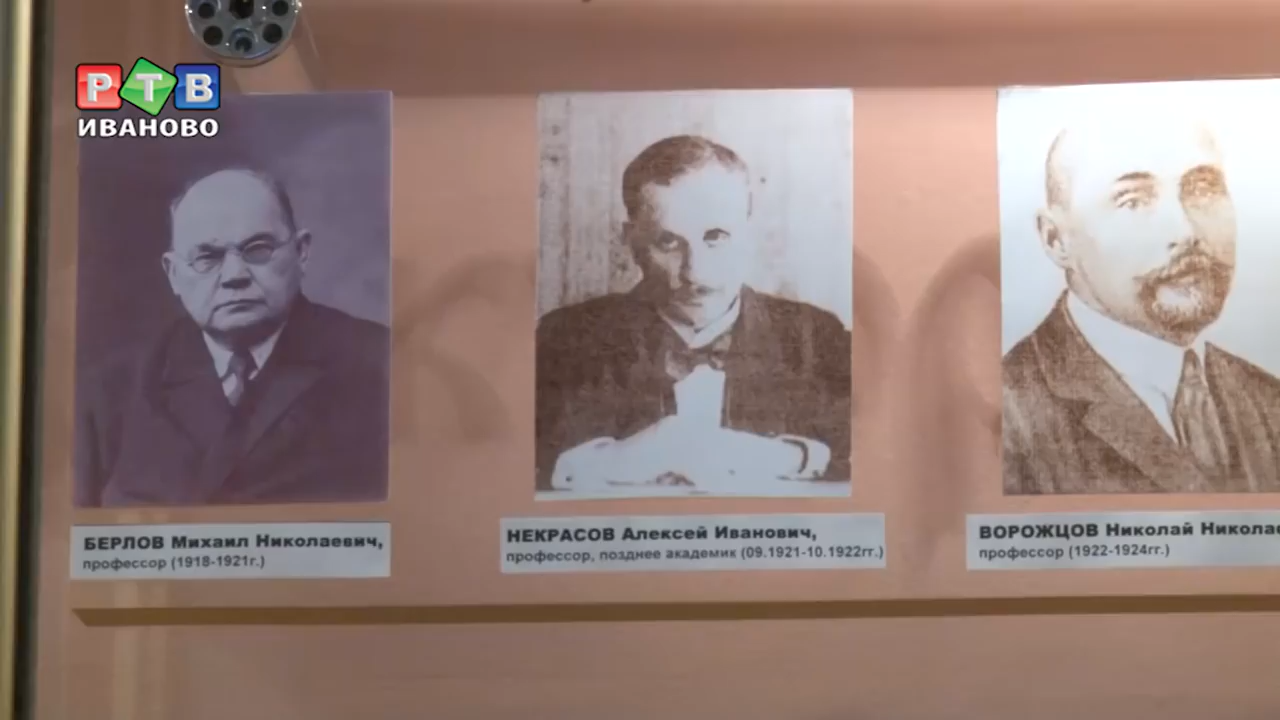 РТВ
ИВАНОВО
БЕРЛОВ Михаил Николаевич,
профессор (1918-1921г.)
НЕКРАСОВ Алексей Иванович,
профессор, позднее академик (09.1921-10.1922гг.)
ВОРОЖЦОВ Николай
профессор (1922-1924гг.)